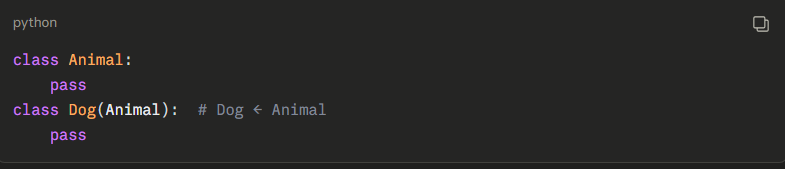 python
class Animal:
    pass
class Dog(Animal):  # Dog ← Animal
    pass